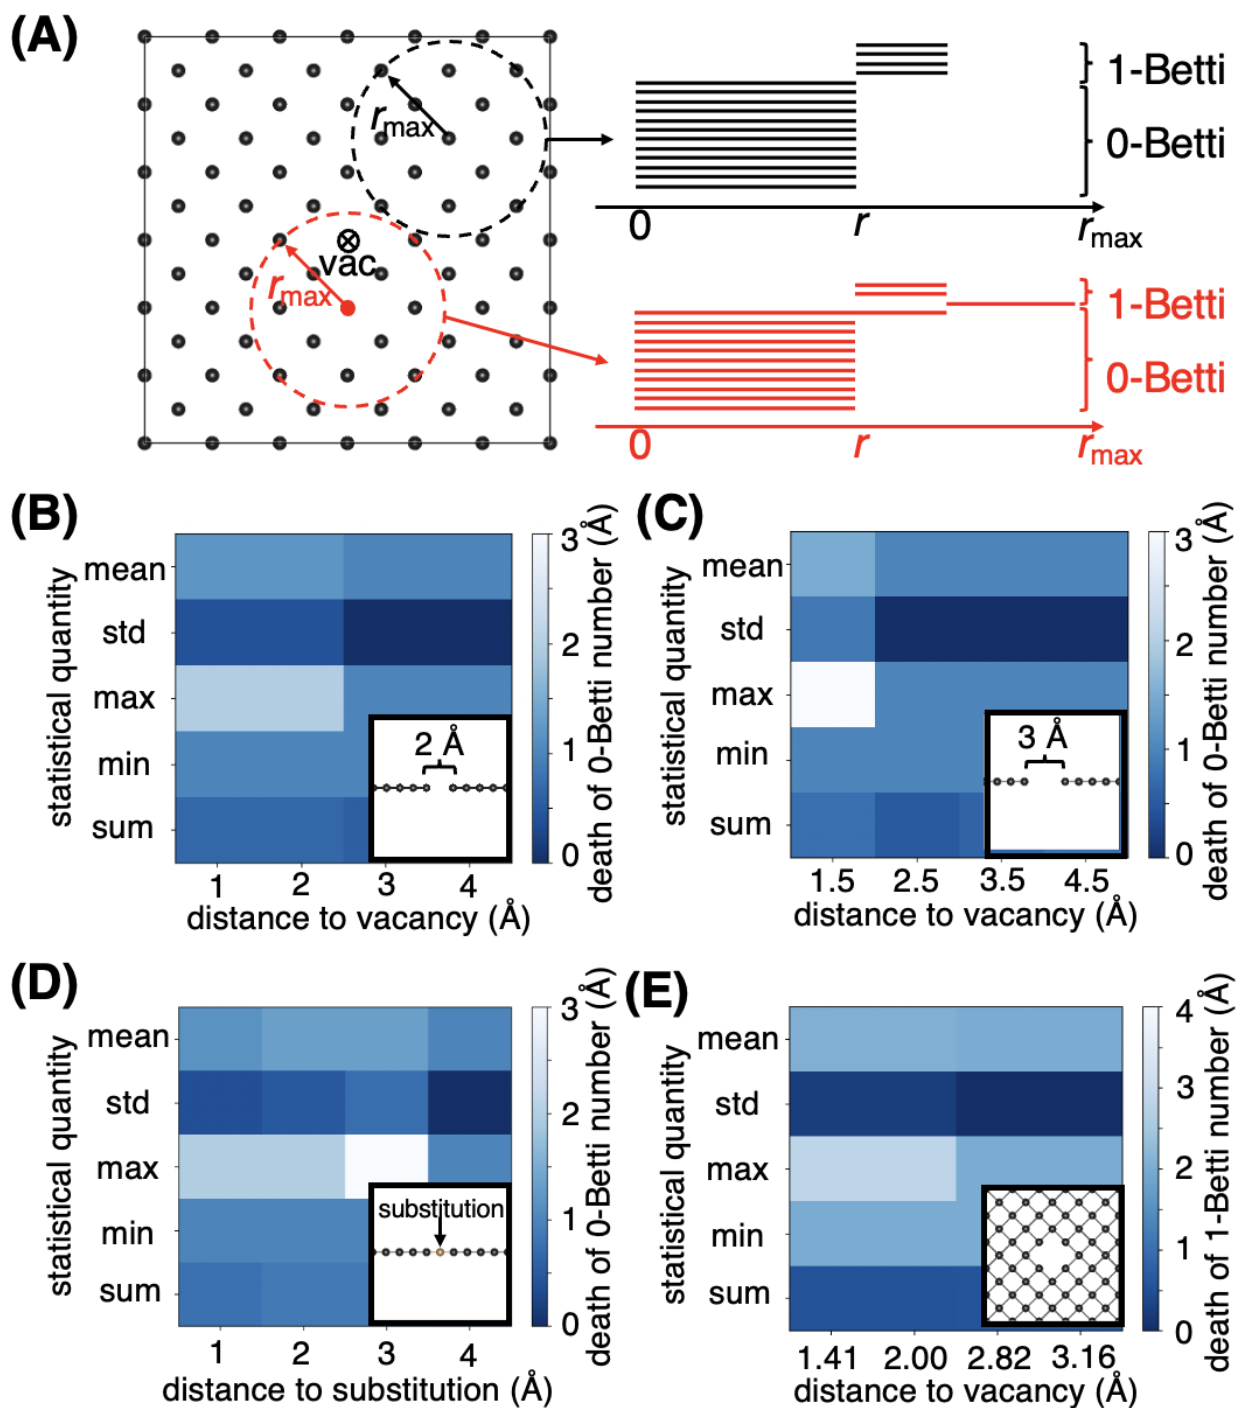 (A)
r max
vac
r max
1-Betti
0-Betti
0
r
r max
1-Betti
0-Betti
0
r
r max
(B)
statistical quantity
mean
std
max
min
sum
2 Å
1
2
3
4
distance to vacancy (Å)
3
2
1
0
death of 0-Betti number (Å)
(C)
statistical quantity
mean
std
max
min
sum
3 Å
1.5
2.5
3.5
4.5
distance to vacancy (Å)
3
2
1
0
death of 0-Betti number (Å)
(D)
statistical quantity
mean
std
max
min
sum
substitution
1
2
3
4
distance to substitution (Å)
3
2
1
0
death of 0-Betti number (Å)
(E)
statistical quantity
mean
std
max
min
sum
1.41
2.00
2.82
3.16
distance to vacancy (Å)
4
3
2
1
0
death of 1-Betti number (Å)